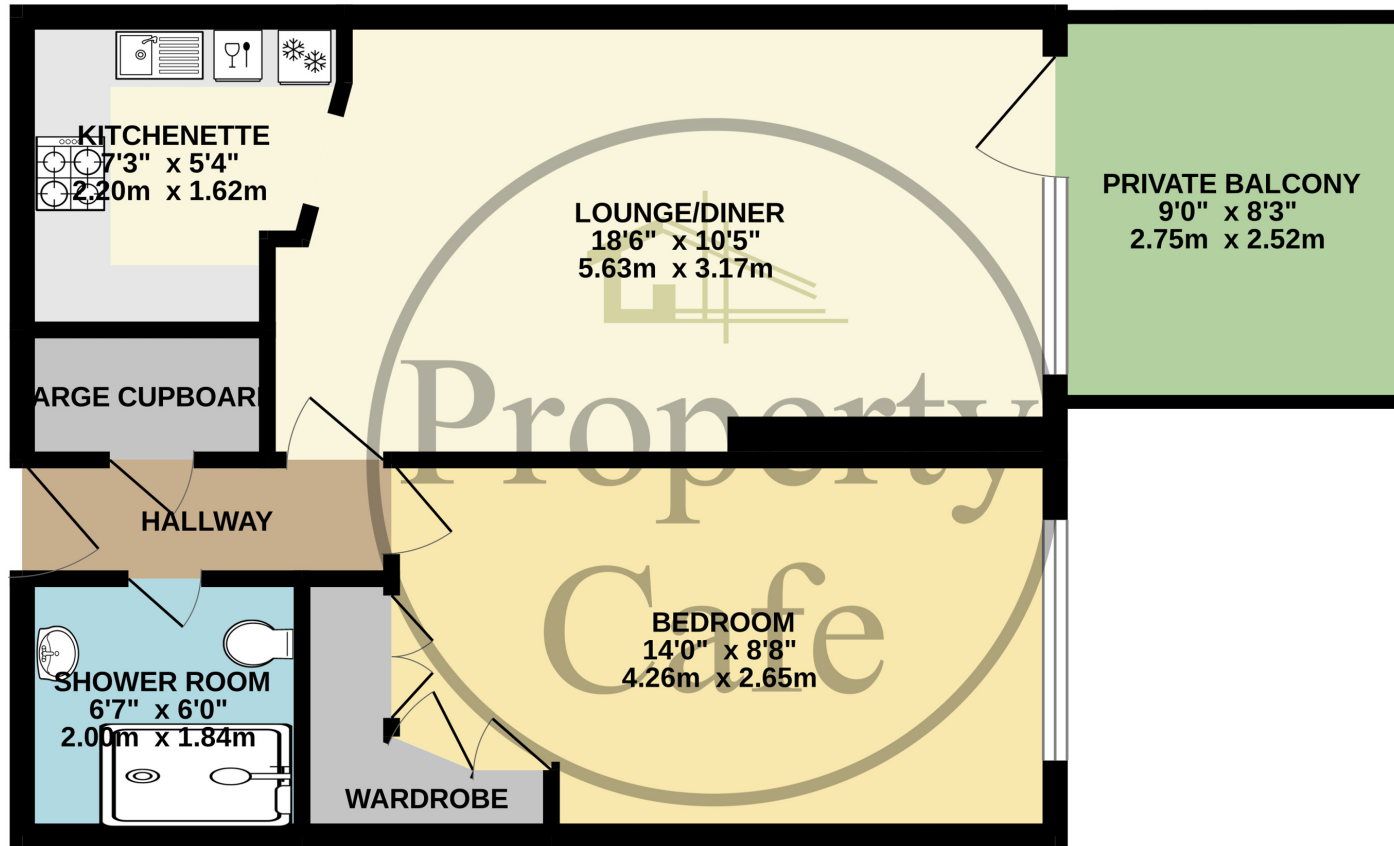 KITCHENETTE
7'3" x 5'4"
2.20m x 1.62m
LOUNGE/DINER
18'6" x 10'5"
5.63m x 3.17m
PRIVATE BALCONY
9'0" x 8'3"
2.75m x 2.52m
ARGE CUPBOAR
HALLWAY
Property
Cafe
BEDROOM
14'0" x 8'8"
4.26m x 2.65m
SHOWER ROOM
6'7" x 6'0"
2.00m x 1.84m
WARDROBE